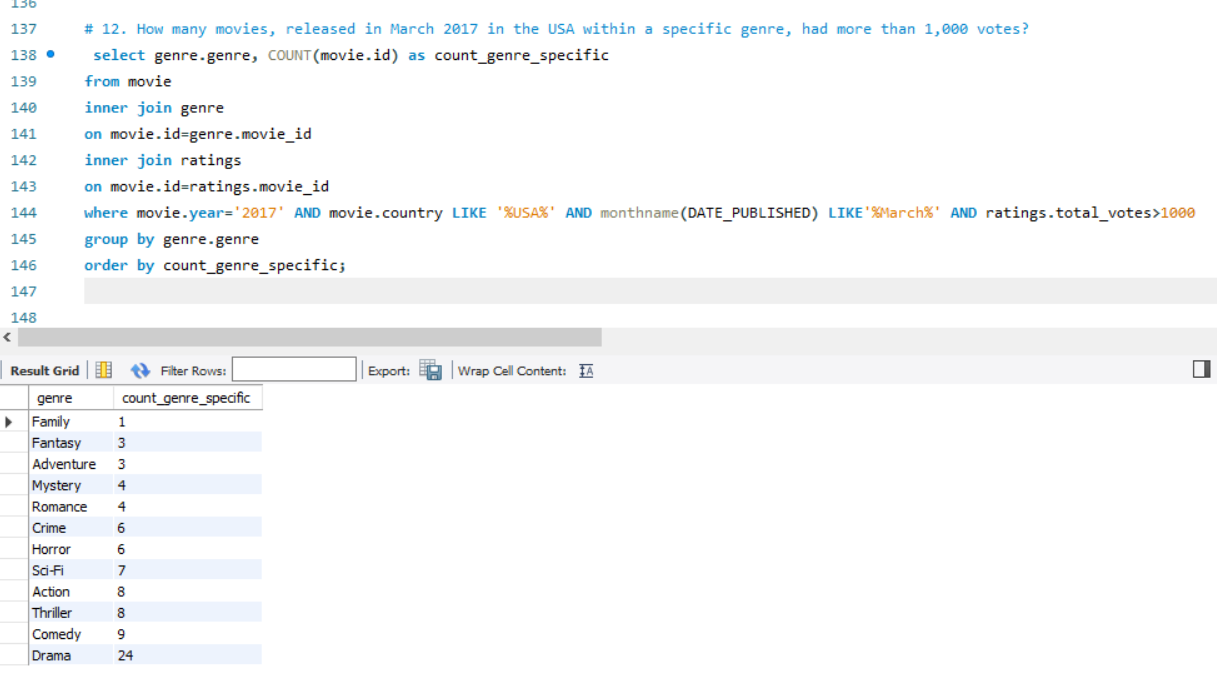 136
137 # 12. How many movies, released in March 2017 in the USA within a specific genre, had more than 1,000 votes?
138 select genre.genre, COUNT(movie.id) as count_genre_specific
139 from movie
140 inner join genre
141 on movie.id=genre.movie_id
142 inner join ratings
143 on movie.id=ratings.movie_id
144 where movie.year='2017' AND movie.country LIKE '%USA%' AND monthname(DATE_PUBLISHED) LIKE'%March%' AND ratings.total_votes>1000
145 group by genre.genre
146 order by count_genre_specific;
147
148
Result Grid Filter Rows: Export: Wrap Cell Content: IA
genre count_genre_specific
Family 1
Fantasy 3
Adventure 3
Mystery 4
Romance 4
Crime 6
Horror 6
Sci-Fi 7
Action 8
Thriller 8
Comedy 9
Drama 24